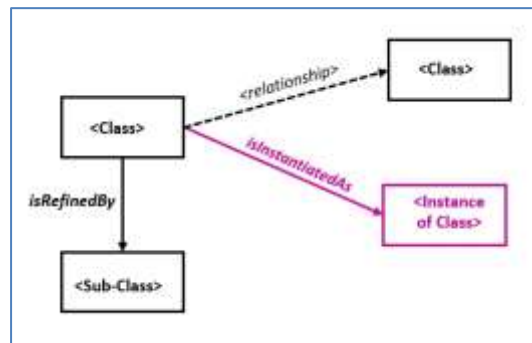 <Class>
<relationship>
<Class>
isInstantiatedAs
isRefinedBy
<Instance
of Class>
<Sub-Class>